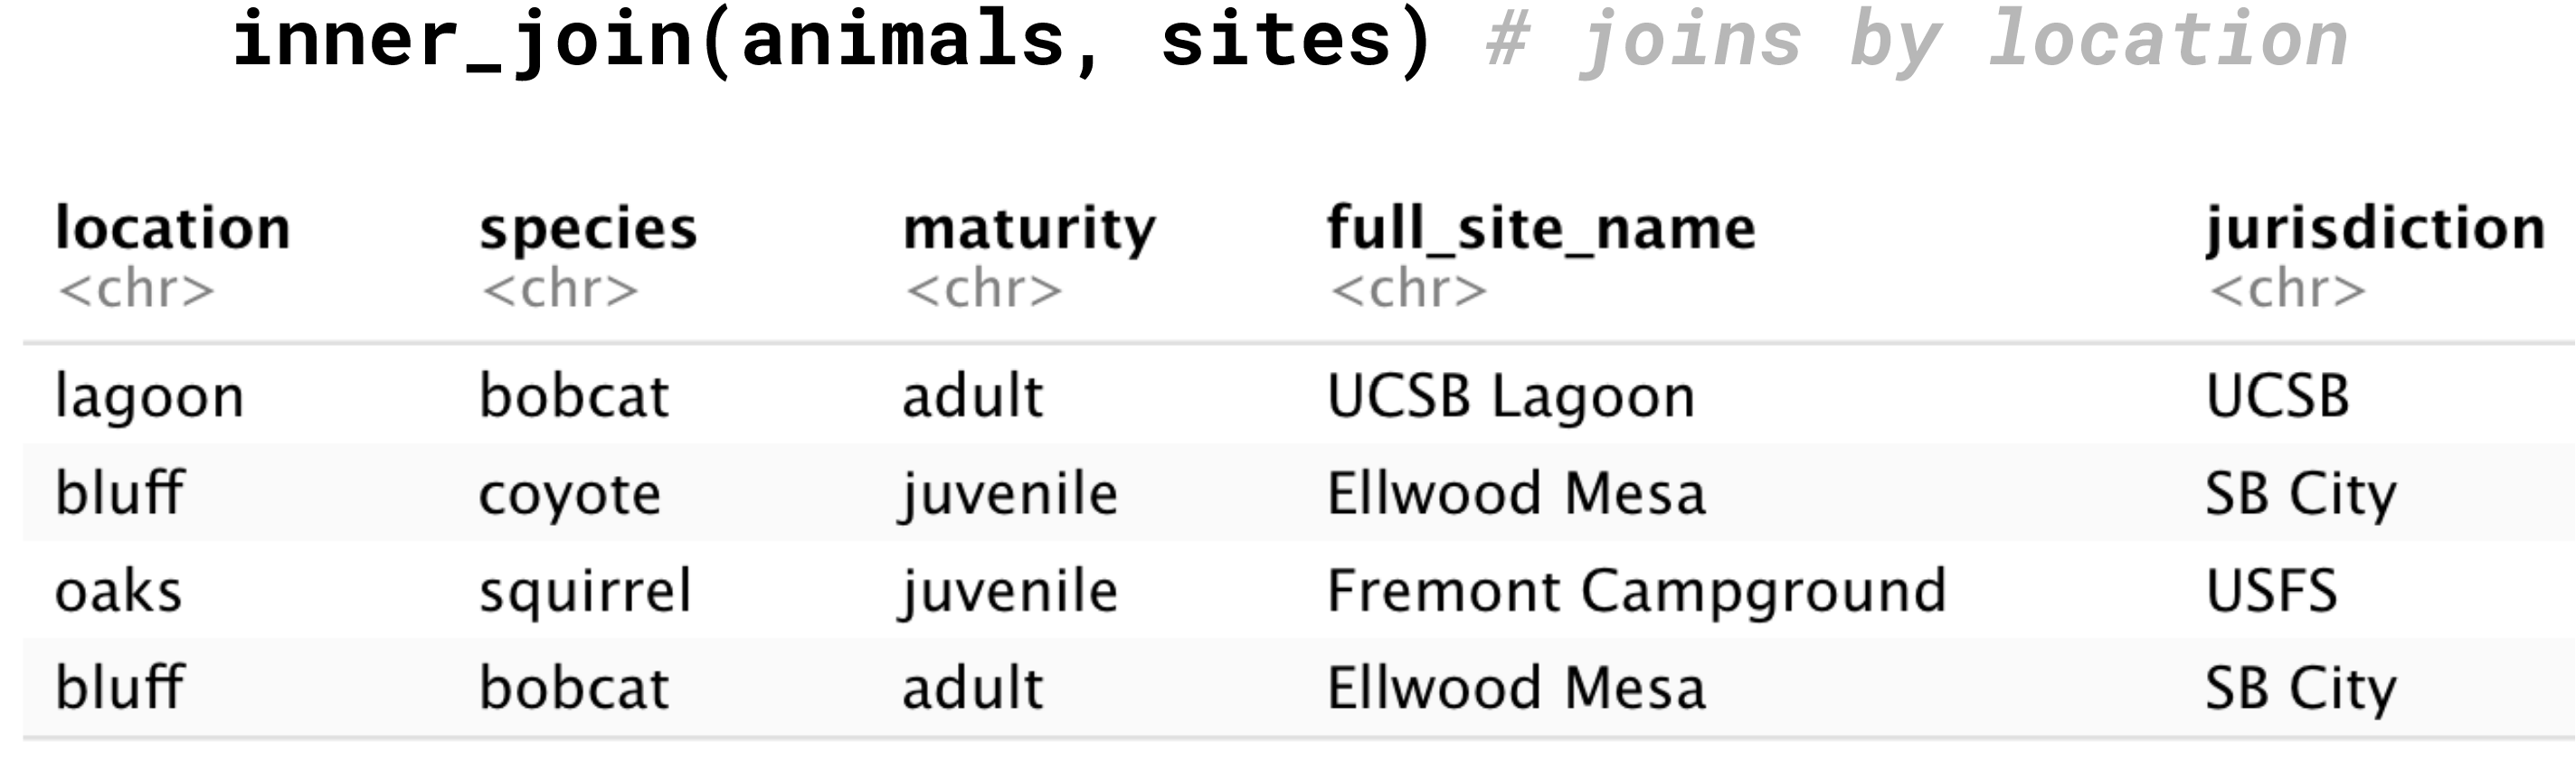 inner_join(animals, sites) # joins by location
location species maturity full_site_name jurisdiction
<chr> <chr> <chr> <chr> <chr>
lagoon bobcat adult UCSB Lagoon UCSB
bluff coyote juvenile Ellwood Mesa SB City
oaks squirrel juvenile Fremont Campground USFS
bluff bobcat adult Ellwood Mesa SB City